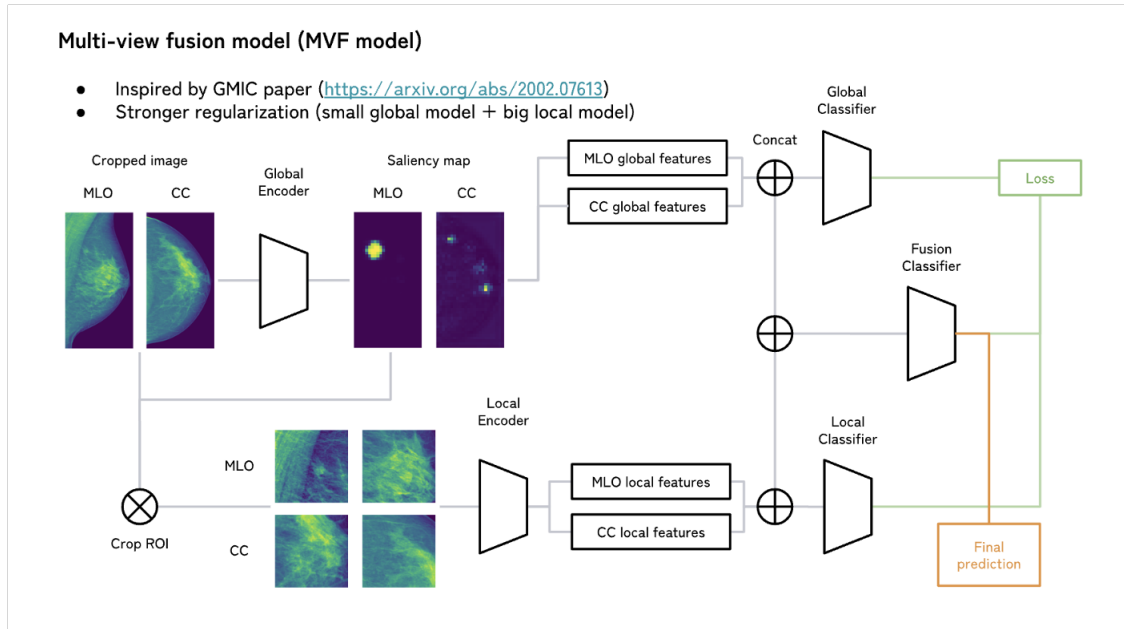 Multi-view fusion model (MVF model)
● Inspired by GMIC paper (https://arxiv.org/abs/2002.07613)
● Stronger regularization (small global model + big local model)
Cropped image
MLO
CC
Global
Encoder
Saliency map
MLO
CC
MLO global features
CC global features
Concat
Global
Classifier
Loss
Fusion
Classifier
Crop ROI
MLO
CC
Local
Encoder
MLO local features
CC local features
Local
Classifier
Final
prediction